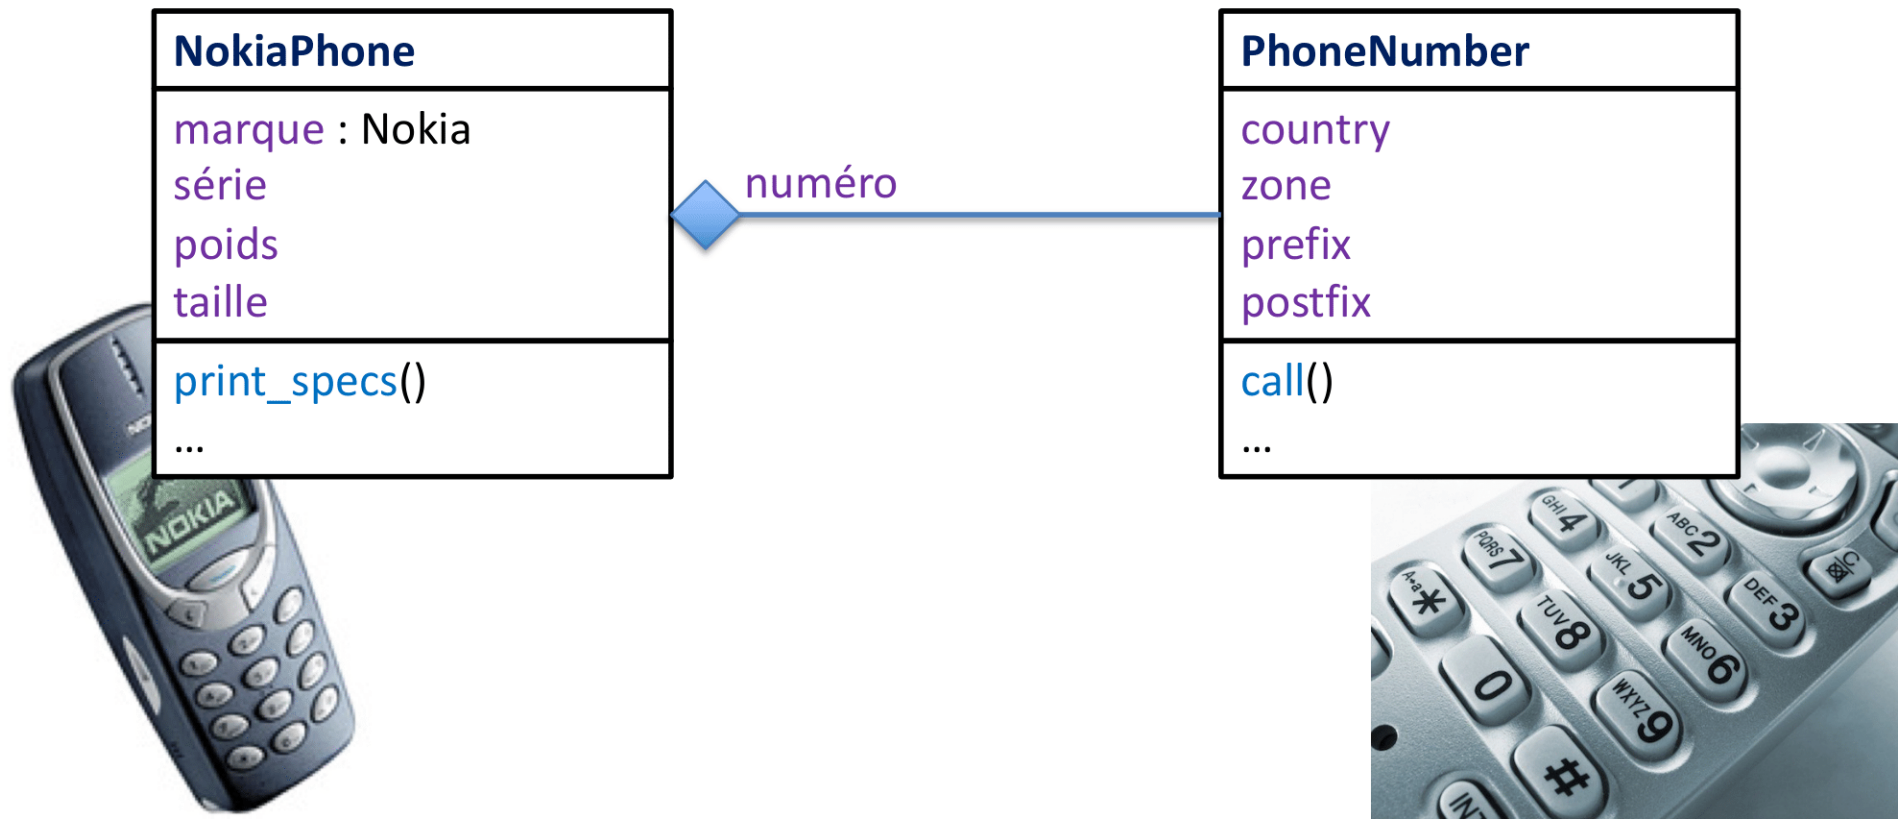 NokiaPhone
marque : Nokia
série
poids
taille
print_specs()
...
numéro
PhoneNumber
country
zone
prefix
postfix
call()
...
NOKIA
GHI 4
ABC 2
PQRS 7
JKL 5
DEF 3
A→a *
TUV 8
MNO 6
0
WXYZ 9
#
INT
C